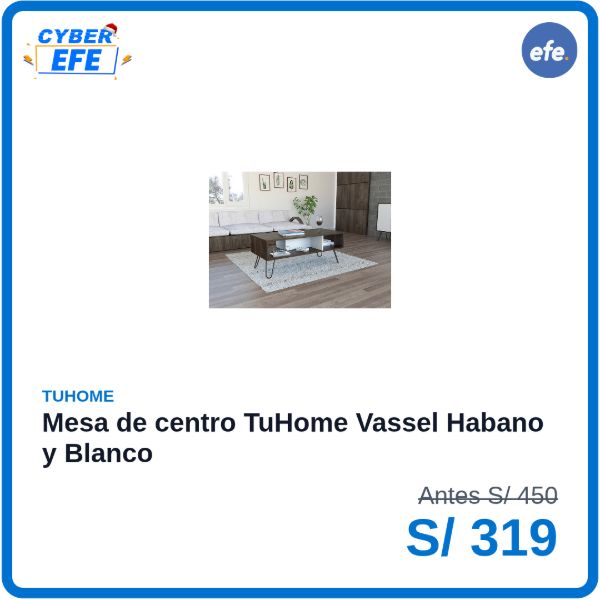 CYBER
EFE
efe.
TUHOME
Mesa de centro TuHome Vassel Habano
y Blanco
Antes S/ 450
S/ 319